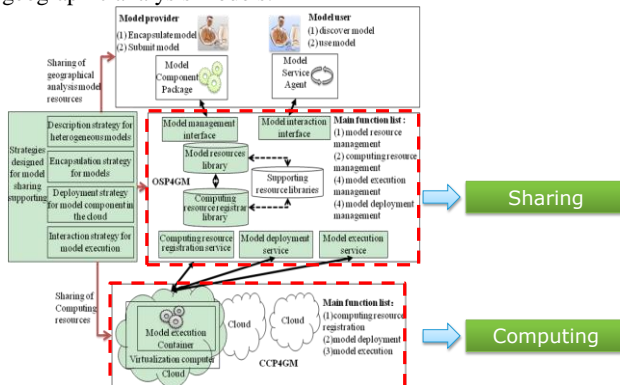 geographic analysis models.
Model provider
(1) Encapsulate model
(2) Submit model
Model user
(1) discover model
(2) use model
Model
Component
Package
Model
Service
Agent
Sharing of
geographical
analysis model
resources
Strategies
designed
for model
sharing
supporting
Description strategy for
heterogeneous models
Encapsulation strategy
for models
Deployment strategy
for model component in
the cloud
Interaction strategy for
model execution
Model management
interface
Model interaction
interface
Model resources
library
OSP4GM
Supporting
resource libraries
Computing
resource registrar
library
Computing resource
registration service
Model deployment
service
Model execution
service
Main function list :
(1) model resource
management
(2) computing resource
management
(4) model execution
management
(4) model deployment
management
Sharing
Sharing of
Computing
resources
Model execution
Container
Virtualization computer
Cloud
Cloud
Cloud
CCP4GM
Main function list:
(1)computing resource
registration
(2)model deployment
(3)model execution
Computing